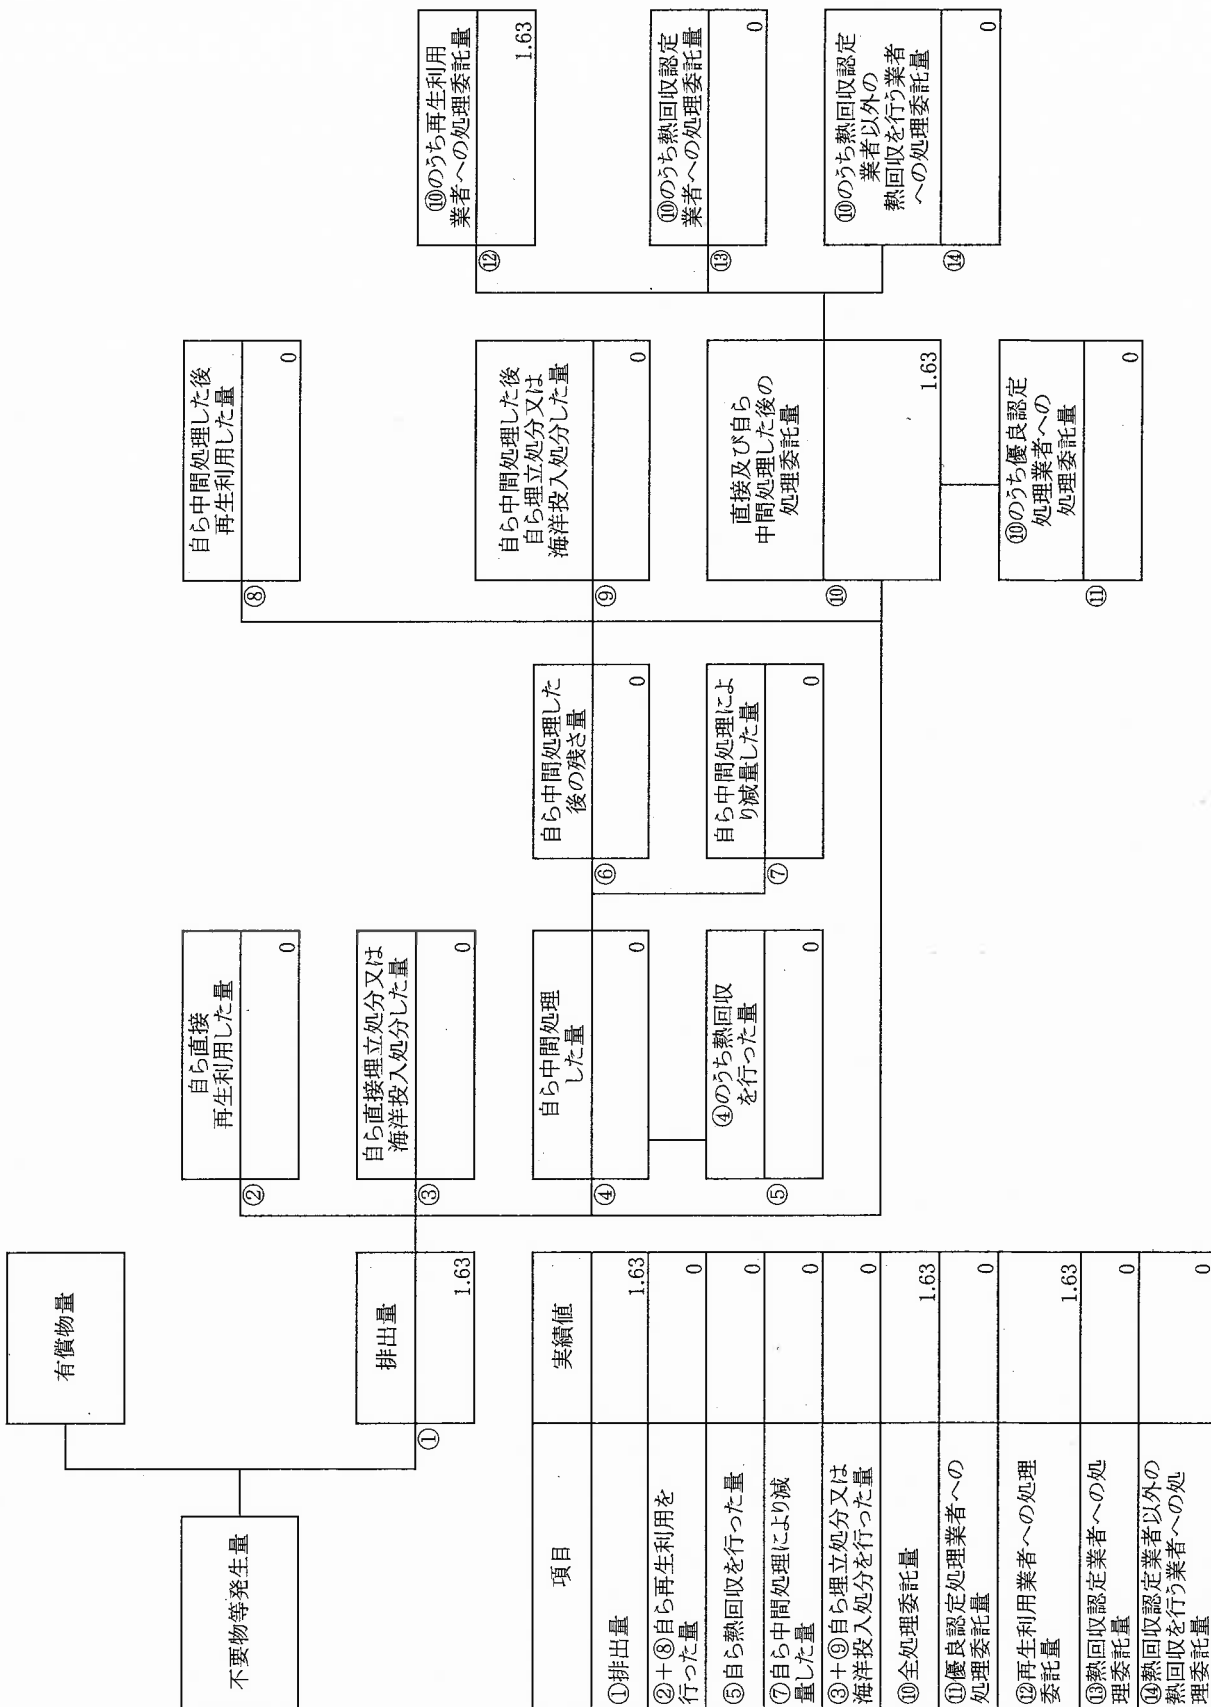 不要物等発生量
有償物量
排出量
①
1.63
自ら直接
再生利用した量
②
0
自ら直接埋立処分又は
海洋投入処分した量
③
0
自ら中間処理
した量
④
0
④のうち熱回収
を行った量
⑤
0
自ら中間処理した
後の残さ量
⑥
0
自ら中間処理によ
り減量した量
⑦
0
自ら中間処理した後
再生利用した量
⑧
0
自ら中間処理した後
自ら埋立処分又は
海洋投入処分した量
⑨
0
直接及び自ら
中間処理した後の
処理委託量
⑩
1.63
⑩のうち優良認定
処理業者への
処理委託量
⑪
0
⑩のうち再生利用
業者への処理委託量
⑫
1.63
⑩のうち熱回収認定
業者への処理委託量
⑬
0
⑩のうち熱回収認定
業者以外の
熱回収を行う業者
への処理委託量
⑭
0
項目 実績値
①排出量 1.63
②+⑧自ら再生利用を
行った量 0
⑤自ら熱回収を行った量 0
⑦自ら中間処理により減
量した量 0
③+⑨自ら埋立処分又は
海洋投入処分を行った量 0
⑩全処理委託量 1.63
⑪優良認定処理業者への
処理委託量 0
⑫再生利用業者への処理
委託量 1.63
⑬熱回収認定業者への処
理委託量 0
⑭熱回収認定業者以外の
熱回収を行う業者への処
理委託量 0